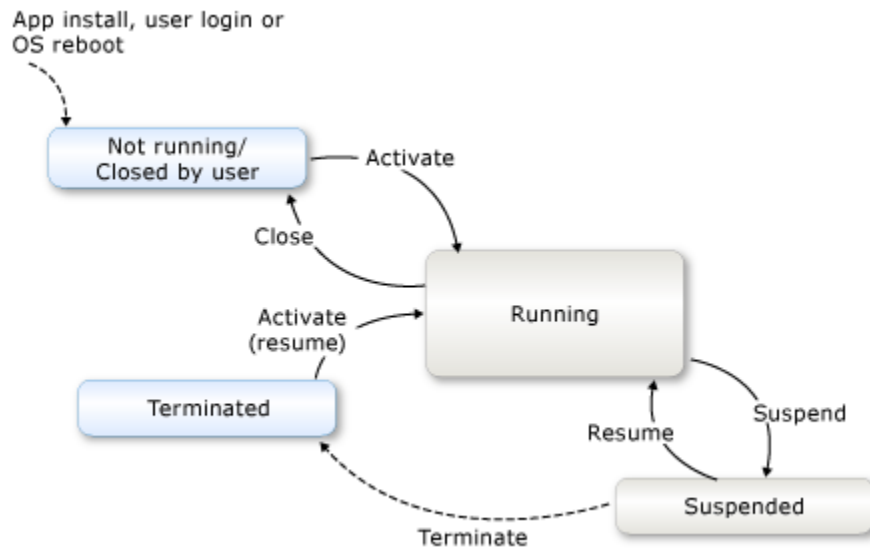 App install, user login or
OS reboot
Not running/
Closed by user
Activate
Close
Running
Activate
(resume)
Terminated
Suspend
Resume
Suspended
Terminate